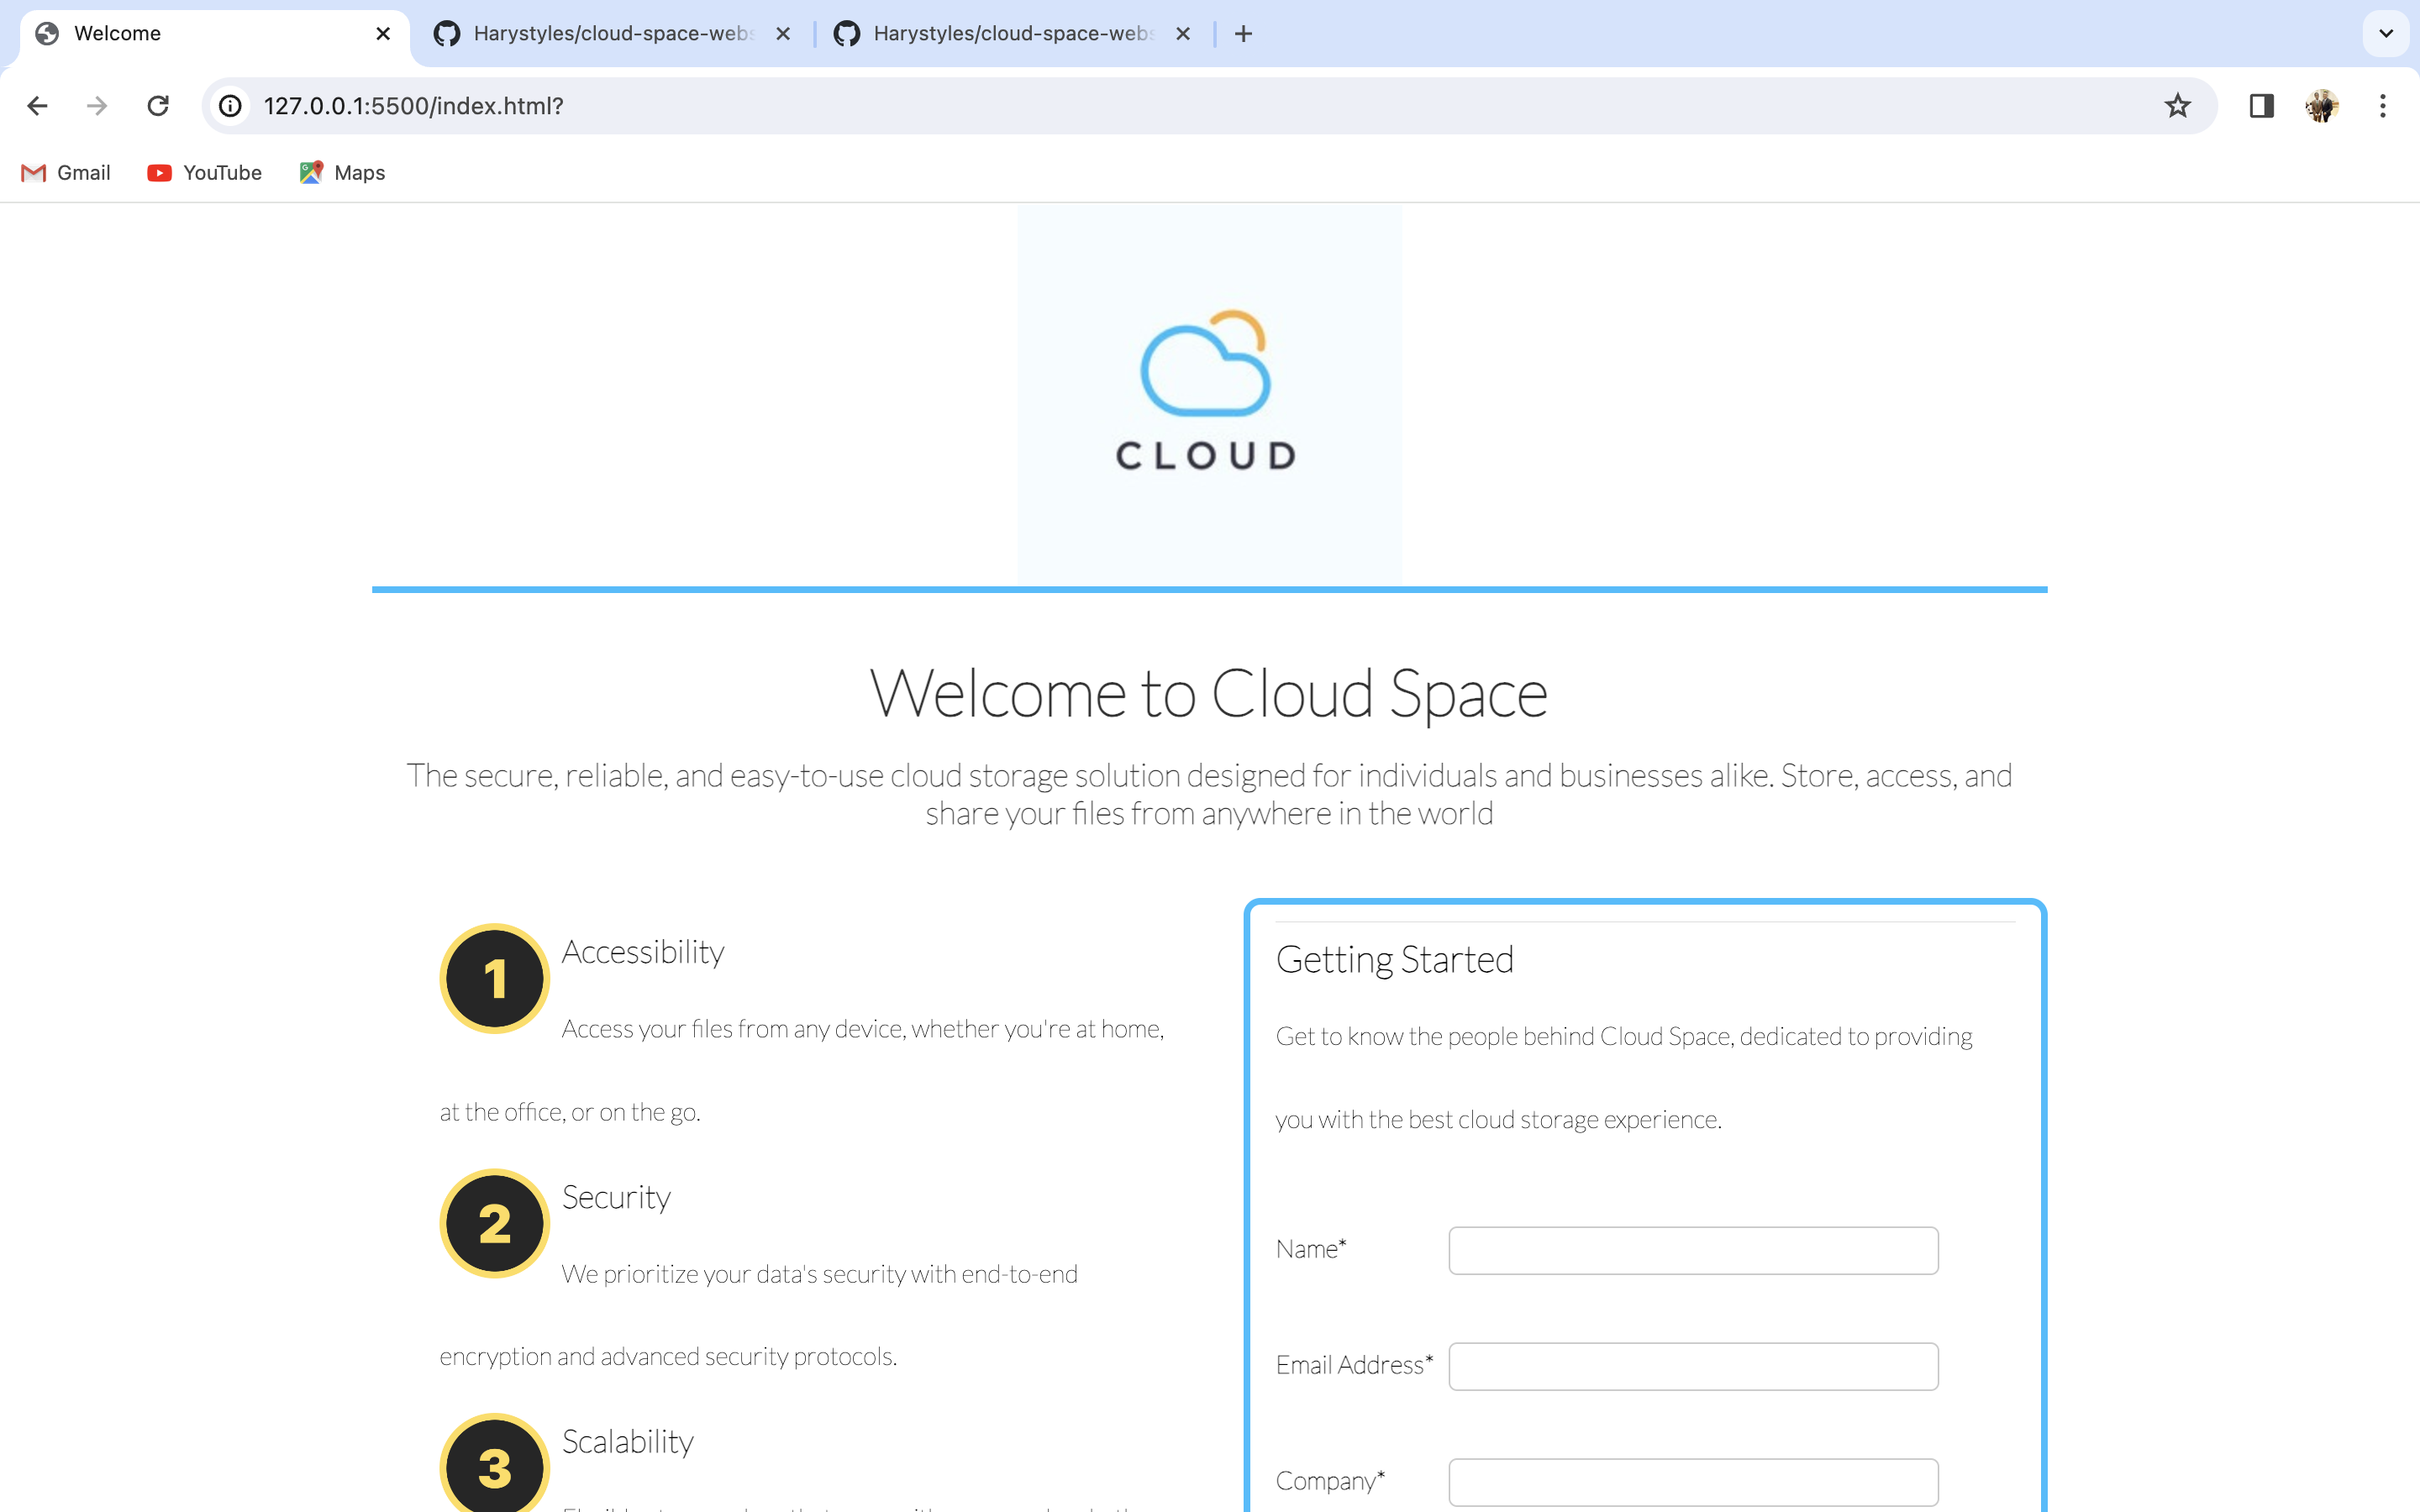 Welcome
Harystyles/cloud-space-webs
Harystyles/cloud-space-webs
127.0.0.1:5500/index.html?
Gmail
YouTube
Maps
CLOUD
Welcome to Cloud Space
The secure, reliable, and easy-to-use cloud storage solution designed for individuals and businesses alike. Store, access, and
share your files from anywhere in the world
1
Accessibility
Access your files from any device, whether you're at home,
at the office, or on the go.
2
Security
We prioritize your data's security with end-to-end
encryption and advanced security protocols.
3
Scalability
Getting Started
Get to know the people behind Cloud Space, dedicated to providing
you with the best cloud storage experience.
Name*
Email Address*
Company*